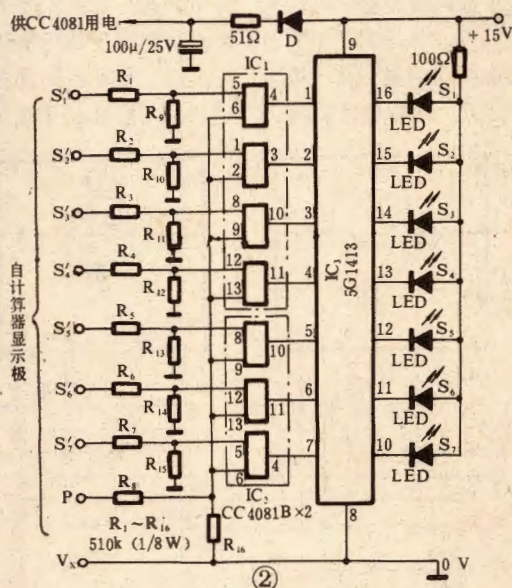 供CC4081用电
51Ω
D
+15V
100μ/25V
9
100Ω
IC₁
S′₁
R₁
R₉
5
6
4
1
16
S₁
LED
S′₂
R₂
R₁₀
1
2
3
2
15
S₂
LED
S′₃
R₃
R₁₁
8
9
10
3
14
S₃
LED
S′₄
R₄
R₁₂
12
13
11
4
IC₃
5G1413
13
S₄
LED
自计算器显示极
S′₅
R₅
R₁₃
8
9
10
5
12
S₅
LED
S′₆
R₆
R₁₄
12
13
11
6
11
S₆
LED
S′₇
R₇
R₁₅
5
6
4
7
10
S₇
LED
P
R₈
IC₂
CC4081B×2
R₁~R₁₆
510k (1/8W)
R₁₆
8
Vₓ
0 V
②